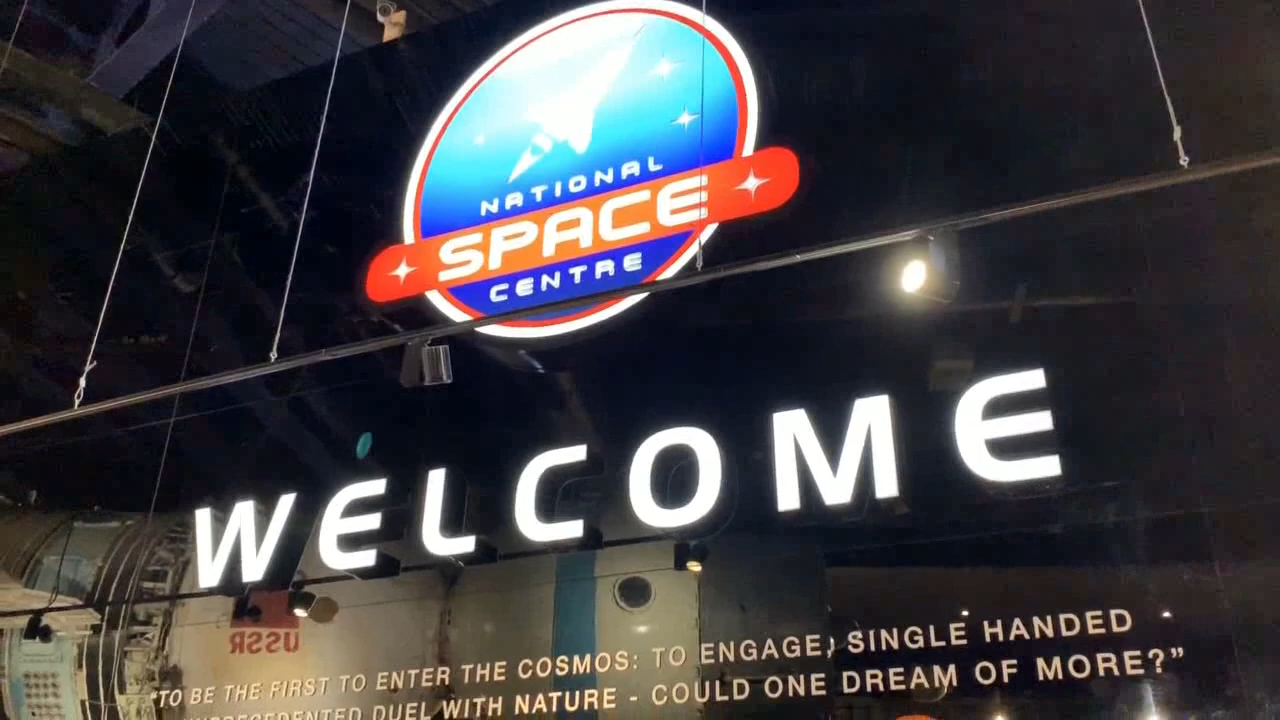 NATIONAL
SPACE
CENTRE
WELCOME
USSR
“TO BE THE FIRST TO ENTER THE COSMOS: TO ENGAGE, SINGLE HANDED
UNPRECEDENTED DUEL WITH NATURE - COULD ONE DREAM OF MORE?”